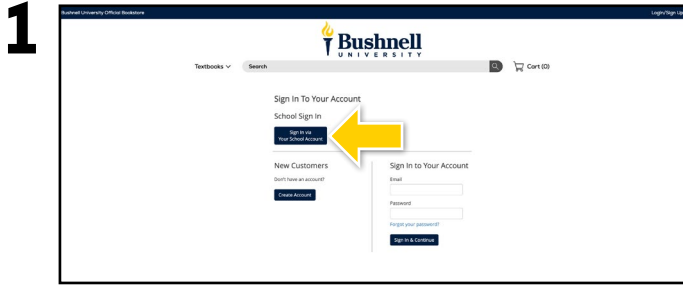 1
Bushnell University Official Bookstore
Login/Sign Up
Bushnell
UNIVERSITY
Textbooks
Search
Cart (0)
Sign In To Your Account
School Sign In
Sign In via
Your School Account
New Customers
Don't have an account?
Create Account
Sign In to Your Account
Email
Password
Forgot your password?
Sign In & Continue